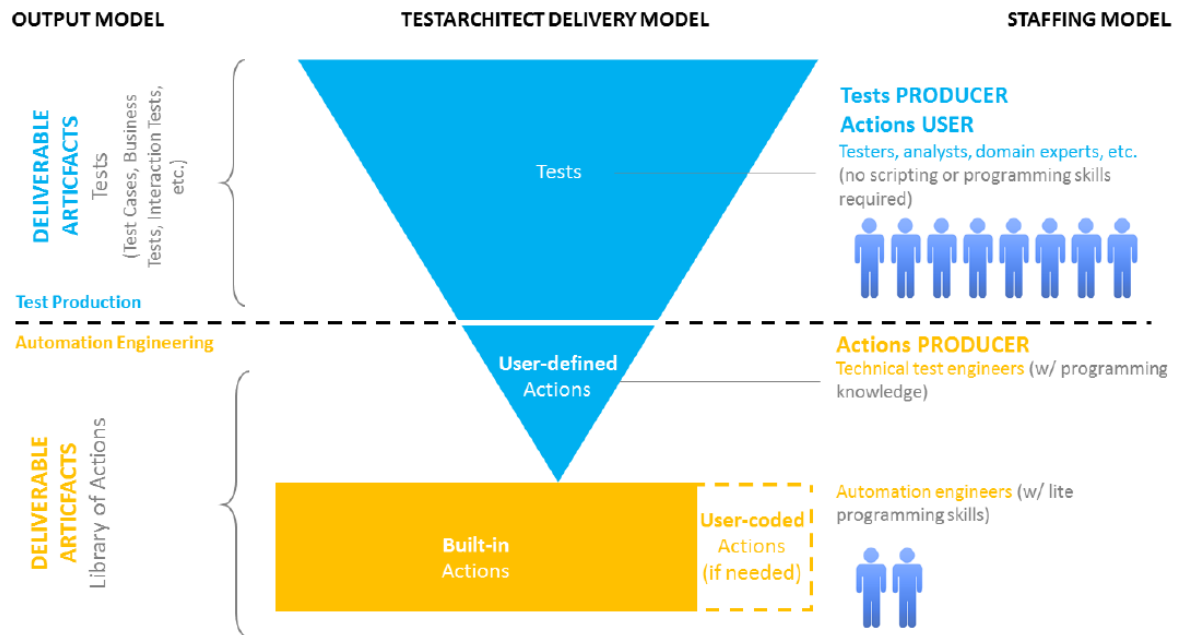 OUTPUT MODEL
TESTARCHITECT DELIVERY MODEL
STAFFING MODEL
DELIVERABLE
ARTICFACTS
Tests
(Test Cases, Business
Tests, Interaction Tests,
etc.)
Tests
Tests PRODUCER
Actions USER
Testers, analysts, domain experts, etc.
(no scripting or programming skills
required)
Test Production
Automation Engineering
DELIVERABLE
ARTICFACTS
Library of Actions
User-defined
Actions
Actions PRODUCER
Technical test engineers (w/ programming
knowledge)
Built-in
Actions
User-coded
Actions
(if needed)
Automation engineers (w/ lite
programming skills)